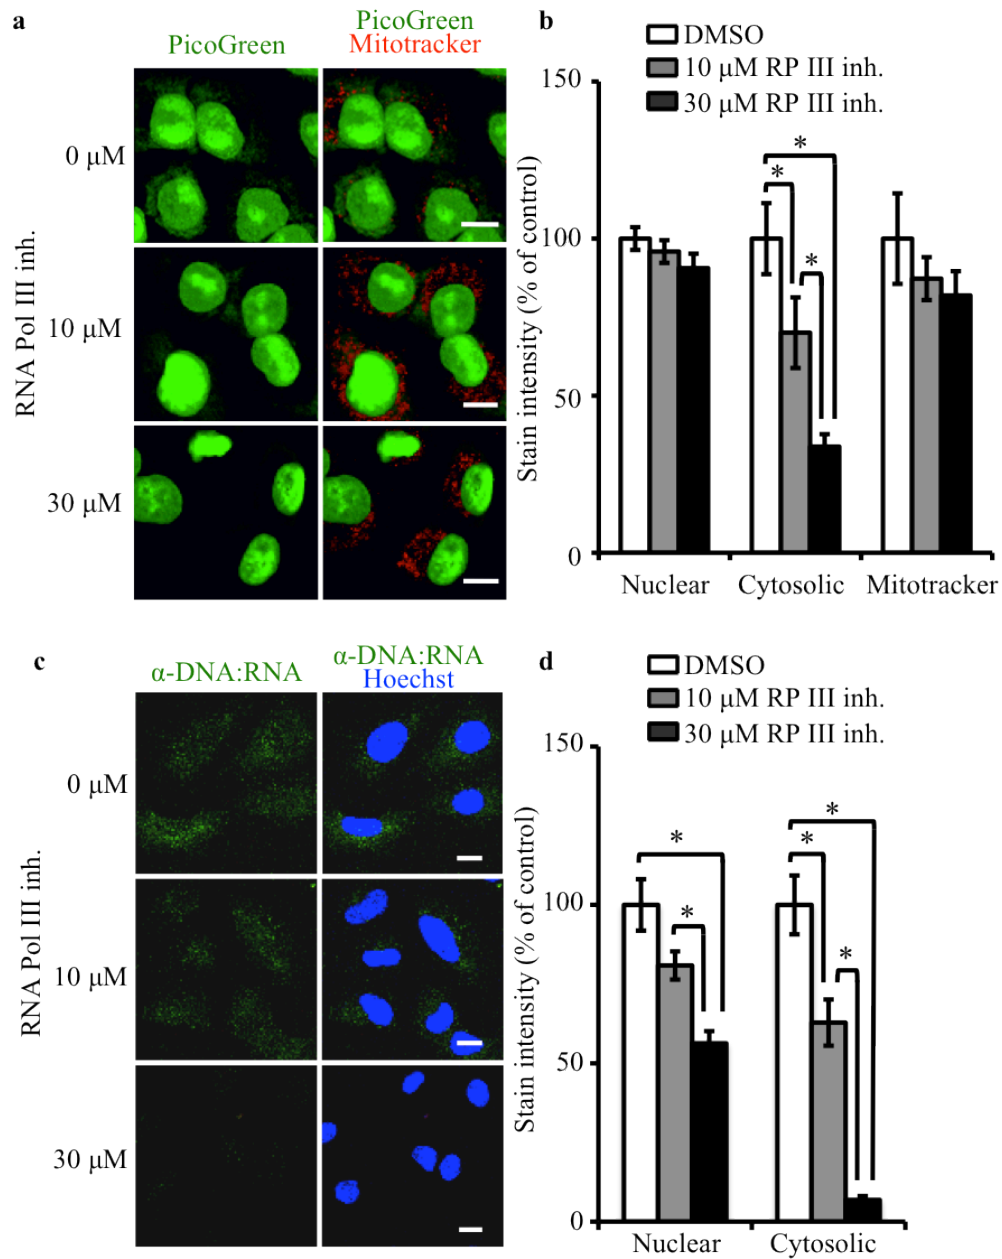 a
PicoGreen
PicoGreen
Mitotracker
0 µM
10 µM
30 µM
RNA Pol III inh.
b
DMSO
10 µM RP III inh.
30 µM RP III inh.
Stain intensity (% of control)
150
100
50
0
*
*
*
Nuclear
Cytosolic
Mitotracker
c
α-DNA:RNA
α-DNA:RNA
Hoechst
0 µM
10 µM
30 µM
RNA Pol III inh.
d
DMSO
10 µM RP III inh.
30 µM RP III inh.
Stain intensity (% of control)
150
100
50
0
*
*
*
*
*
Nuclear
Cytosolic